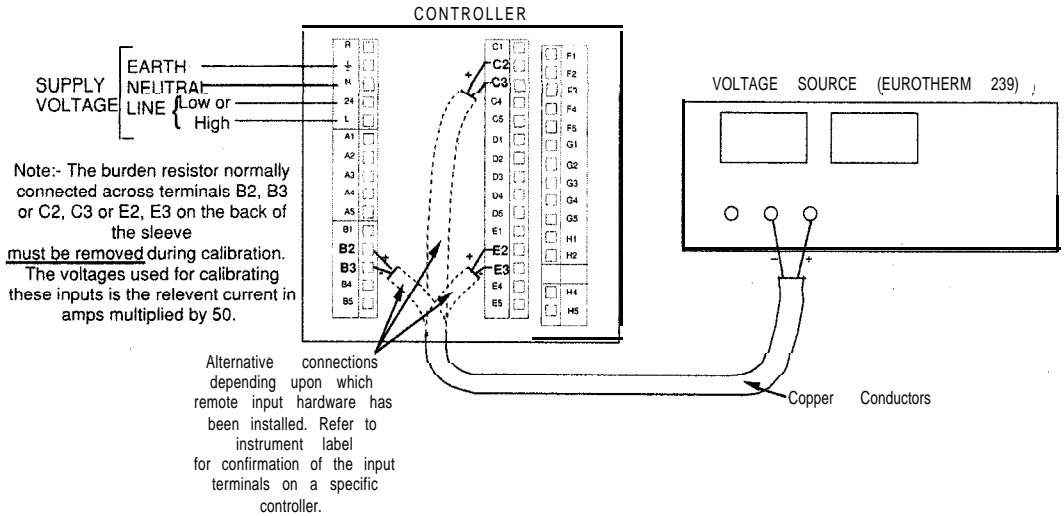 CONTROLLER
SUPPLY VOLTAGE
EARTH
NEUTRAL
LINE { Low or High
Note:- The burden resistor normally
connected across terminals B2, B3
or C2, C3 or E2, E3 on the back of
the sleeve
must be removed during calibration.
The voltages used for calibrating
these inputs is the relevent current in
amps multiplied by 50.
R
N
24
L
A1
A2
A3
A4
A5
B1
B2 +
B3 -
B4
B5
C1
C2 +
C3
C4
C5
D1
D2
D3
D4
D5
E1
E2 +
E3
E4
E5
F1
F2
F3
F4
F5
G1
G2
G3
G4
G5
H1
H2
H4
H5
VOLTAGE SOURCE (EUROTHERM 239)
- +
Alternative connections
depending upon which
remote input hardware has
been installed. Refer to
instrument label
for confirmation of the input
terminals on a specific
controller.
Copper Conductors